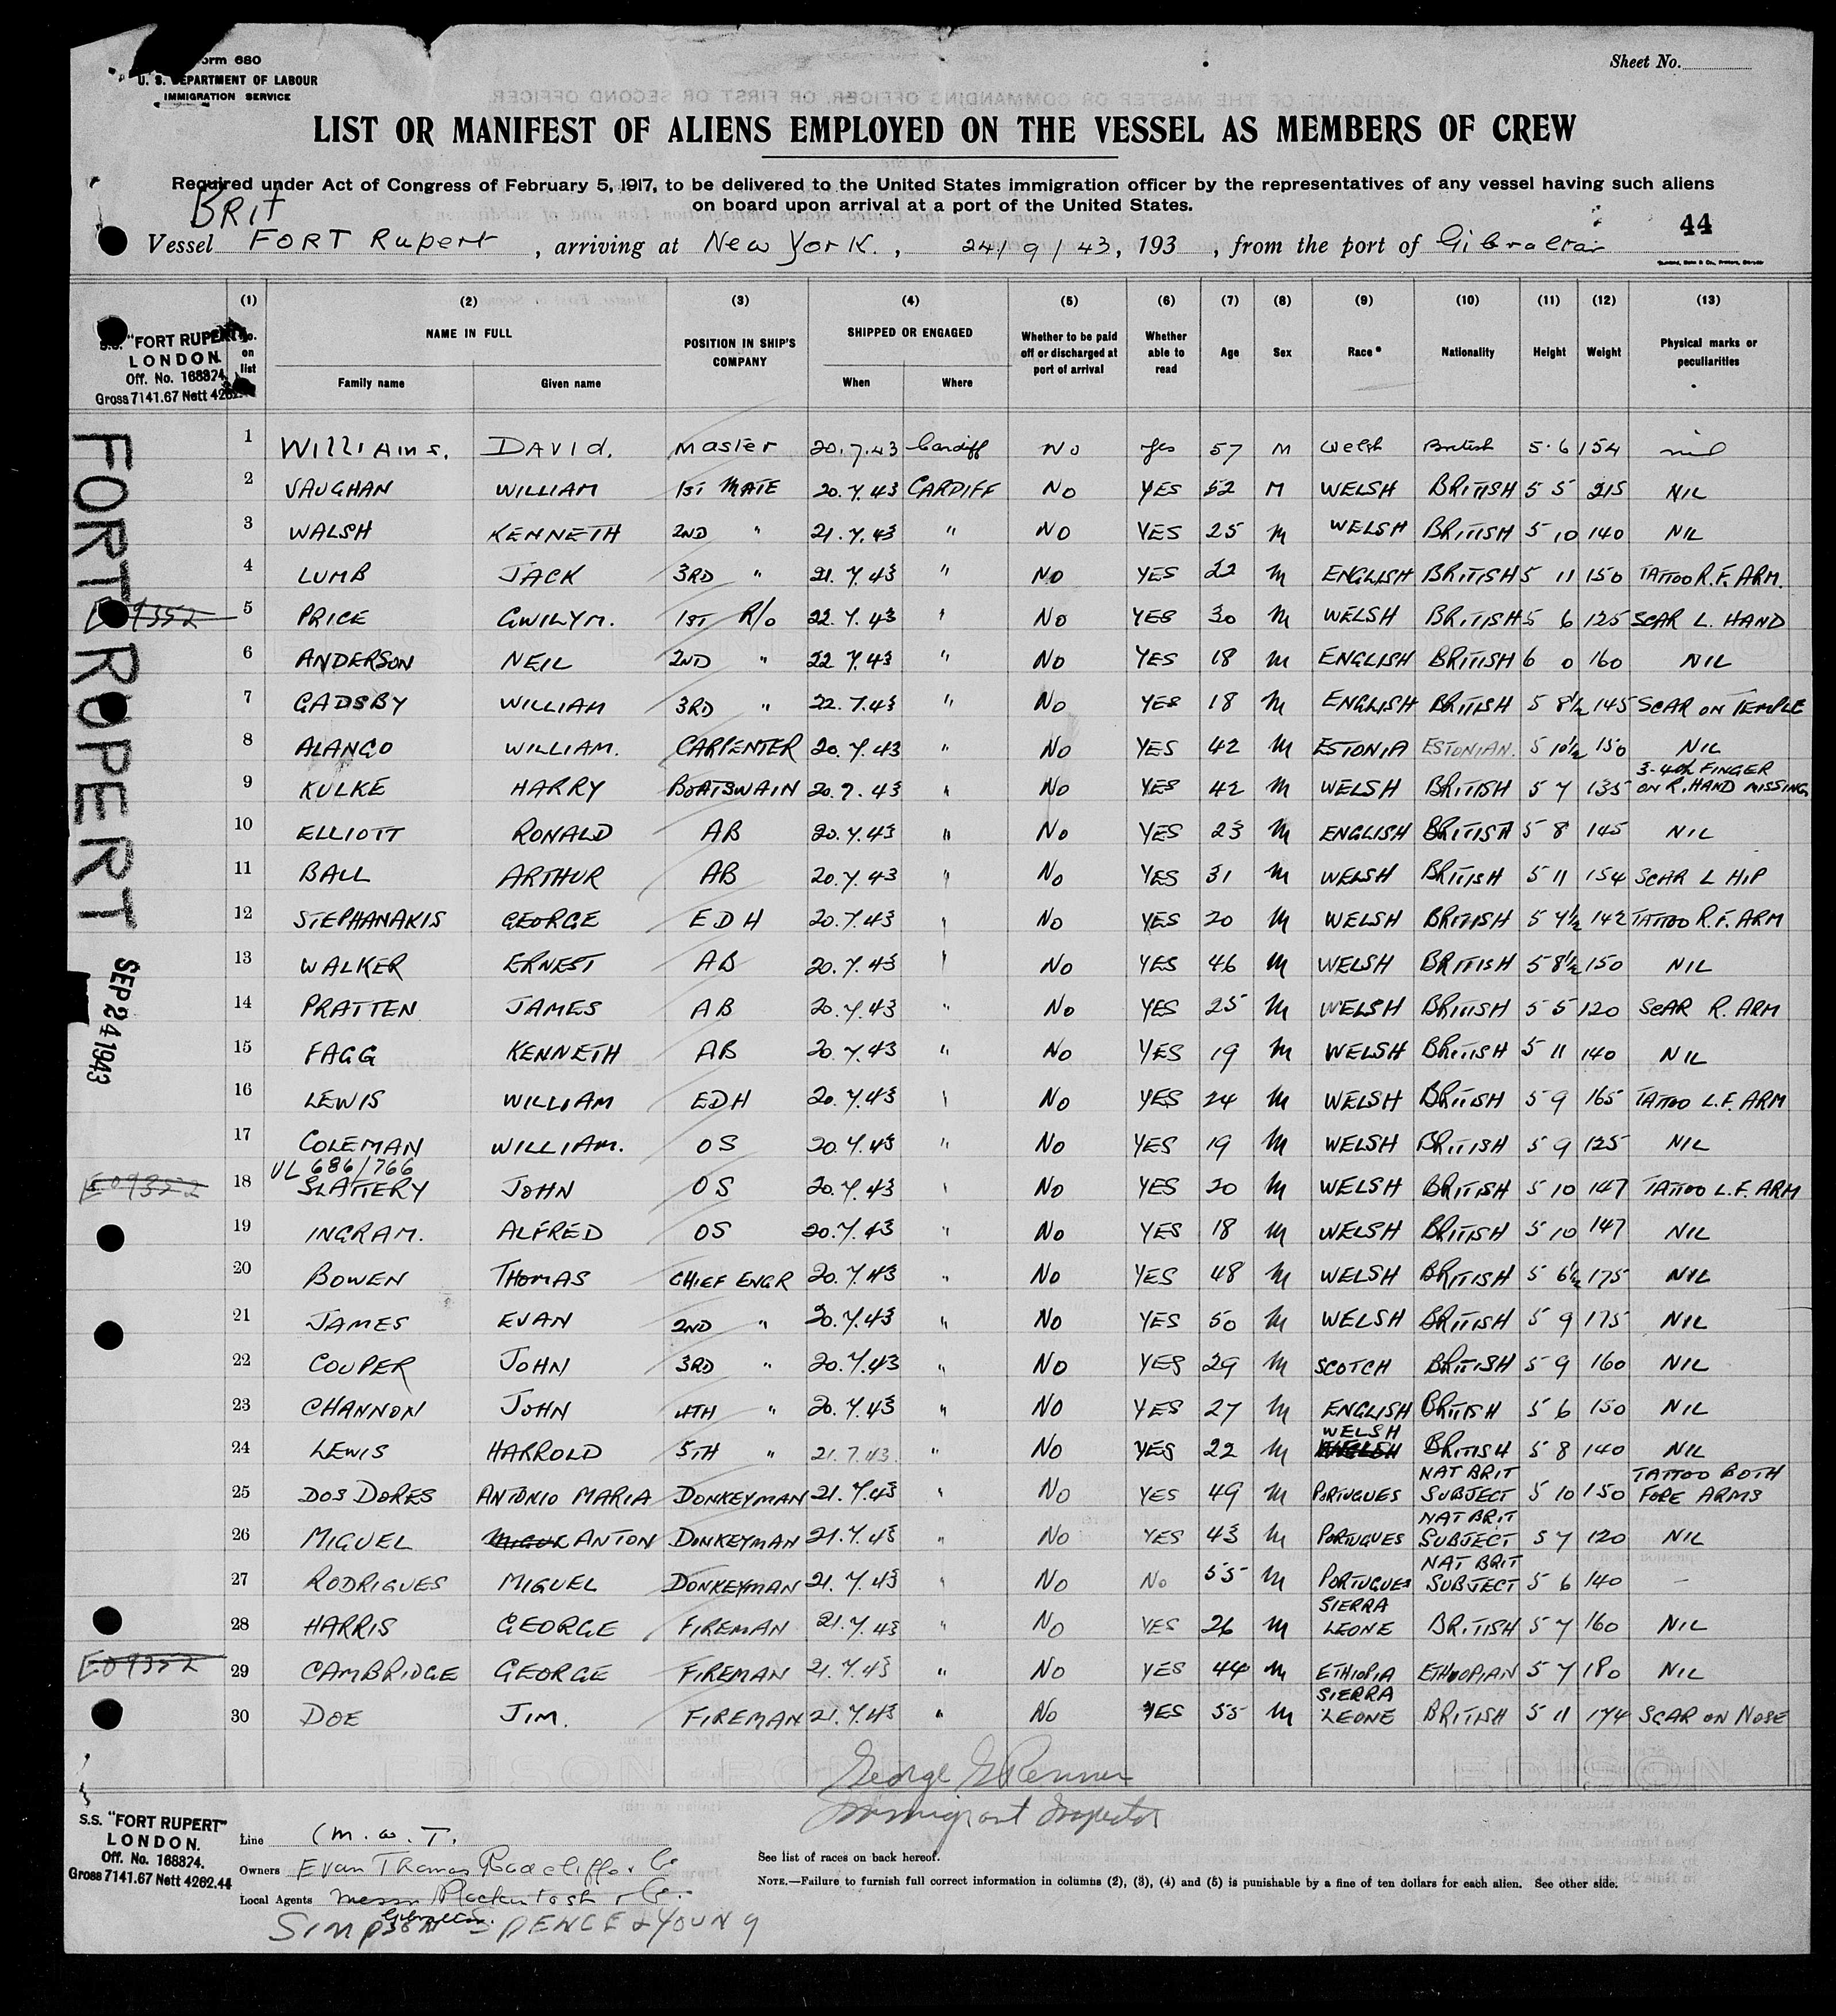 Form 680
U. S. DEPARTMENT OF LABOUR
IMMIGRATION SERVICE
Sheet No.
LIST OR MANIFEST OF ALIENS EMPLOYED ON THE VESSEL AS MEMBERS OF CREW
Required under Act of Congress of February 5, 1917, to be delivered to the United States immigration officer by the representatives of any vessel having such aliens
on board upon arrival at a port of the United States.
BRIT
44
Vessel FORT Rupert, arriving at New York., 24/9/43, 193 , from the port of Gibraltar
(1) (2) (3) (4) (5) (6) (7) (8) (9) (10) (11) (12) (13)
No. on list NAME IN FULL Family name Given name POSITION IN SHIP'S COMPANY SHIPPED OR ENGAGED When Where Whether to be paid off or discharged at port of arrival Whether able to read Age Sex Race* Nationality Height Weight Physical marks or peculiarities
S.S. "FORT RUPERT"
LONDON.
Off. No. 168824.
Gross 7141.67 Nett 4262.44
FORT RUPERT
SEP 24 1943
1 Williams. David. Master 20.7.43 Cardiff No Yes 57 M Welsh British 5.6 154 nil
2 VAUGHAN WILLIAM 1ST MATE 20.7.43 CARDIFF NO YES 52 M WELSH BRITISH 5 5 215 NIL
3 WALSH KENNETH 2ND " 21.7.43 " NO YES 25 M WELSH BRITISH 5 10 140 NIL
4 LUMB JACK 3RD " 21.7.43 " NO YES 22 M ENGLISH BRITISH 5 11 150 TATTOO R.F. ARM.
E09352 5 PRICE GWILYM. 1ST R/o 22.7.43 " NO YES 30 M WELSH BRITISH 5 6 125 SCAR L. HAND
6 ANDERSON NEIL 2ND " 22 7.43 " NO YES 18 M ENGLISH BRITISH 6 0 160 NIL
7 GADSBY WILLIAM 3RD " 22.7.43 " NO YES 18 M ENGLISH BRITISH 5 8½ 145 SCAR ON TEMPLE
8 ALANGO WILLIAM. CARPENTER 20.7.43 " NO YES 42 M ESTONIA ESTONIAN. 5 10½ 150 NIL
9 KULKE HARRY BOATSWAIN 20.7.43 " NO YES 42 M WELSH BRITISH 5 7 135 3-4th FINGER ON R. HAND MISSING
10 ELLIOTT RONALD AB 20.7.43 " NO YES 23 M ENGLISH BRITISH 5 8 145 NIL
11 BALL ARTHUR AB 20.7.43 " NO YES 31 M WELSH BRITISH 5 11 154 SCAR L HIP
12 STEPHANAKIS GEORGE EDH 20.7.43 " NO YES 20 M WELSH BRITISH 5 7½ 142 TATTOO R.F. ARM
13 WALKER ERNEST AB 20.7.43 " NO YES 46 M WELSH BRITISH 5 8½ 150 NIL
14 PRATTEN JAMES AB 20.7.43 " NO YES 25 M WELSH BRITISH 5 5 120 SCAR R. ARM
15 FAGG KENNETH AB 20.7.43 " NO YES 19 M WELSH BRITISH 5 11 140 NIL
16 LEWIS WILLIAM EDH 20.7.43 " NO YES 24 M WELSH BRITISH 5 9 165 TATTOO L.F. ARM
17 COLEMAN WILLIAM. OS 20.7.43 " NO YES 19 M WELSH BRITISH 5 9 125 NIL
VL 686/766
E09352 18 SLATTERY JOHN OS 20.7.43 " NO YES 20 M WELSH BRITISH 5 10 147 TATTOO L.F. ARM
19 INGRAM. ALFRED OS 20.7.43 " NO YES 18 M WELSH BRITISH 5 10 147 NIL
20 BOWEN THOMAS CHIEF ENGR 20.7.43 " NO YES 48 M WELSH BRITISH 5 6½ 175 NIL
21 JAMES EVAN 2ND " 20.7.43 " NO YES 50 M WELSH BRITISH 5 9 175 NIL
22 COUPER JOHN 3RD " 20.7.43 " NO YES 29 M SCOTCH BRITISH 5 9 160 NIL
23 CHANNON JOHN 4TH " 20.7.43 " NO YES 27 M ENGLISH BRITISH 5 6 150 NIL
24 LEWIS HARROLD 5TH " 21.7.43. " NO YES 22 M WELSH BRITISH 5 8 140 NIL
25 DOS DORES ANTONIO MARIA DONKEYMAN 21.7.43 " NO YES 49 M PORTUGUES NAT BRIT SUBJECT 5 10 150 TATTOO BOTH FORE ARMS
26 MIGUEL ANTON DONKEYMAN 21.7.43 " NO YES 43 M PORTUGUES NAT BRIT SUBJECT 5 7 120 NIL
27 RODRIGUES MIGUEL DONKEYMAN 21.7.43 " NO NO 55 M PORTUGUES NAT BRIT SUBJECT 5 6 140 —
28 HARRIS GEORGE FIREMAN 21.7.43 " NO YES 26 M SIERRA LEONE BRITISH 5 7 160 NIL
E09352 29 CAMBRIDGE GEORGE FIREMAN 21.7.43 " NO YES 44 M ETHIOPIA ETHIOPIAN 5 7 180 NIL
30 DOE JIM. FIREMAN 21.7.43 " NO YES 55 M SIERRA LEONE BRITISH 5 11 174 SCAR ON NOSE
George G Renner
Immigrant Inspector
S.S. "FORT RUPERT"
LONDON.
Off. No. 168824.
Gross 7141.67 Nett 4262.44
Line (M. o. T.
Owners Evan Thomas Radcliffe & Co
Local Agents Messrs Mackintosh & Co.
Gibraltar.
SIMPSON SPENCE & YOUNG
See list of races on back hereof.
NOTE.—Failure to furnish full correct information in columns (2), (3), (4) and (5) is punishable by a fine of ten dollars for each alien. See other side.